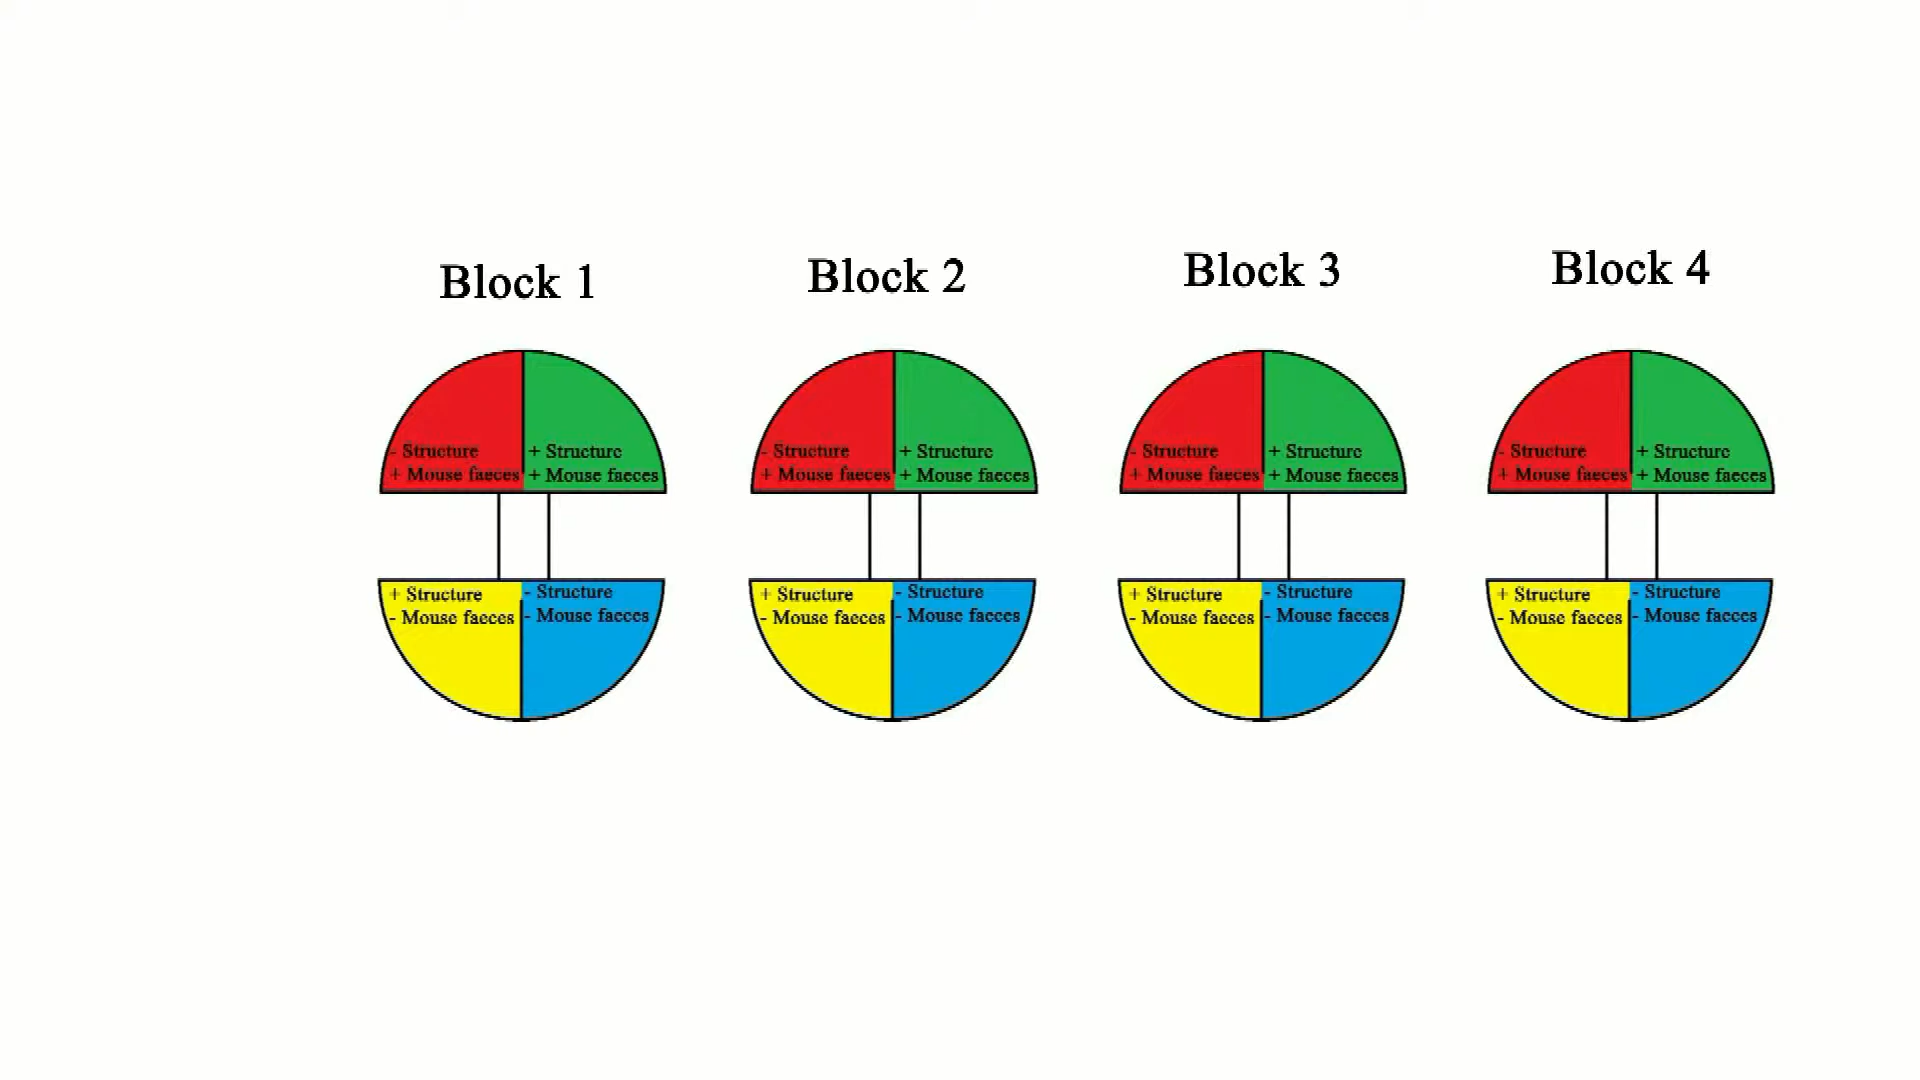 Block 1
- Structure
+ Mouse faeces
+ Structure
+ Mouse faeces
+ Structure
- Mouse faeces
- Structure
- Mouse faeces
Block 2
- Structure
+ Mouse faeces
+ Structure
+ Mouse faeces
+ Structure
- Mouse faeces
- Structure
- Mouse faeces
Block 3
- Structure
+ Mouse faeces
+ Structure
+ Mouse faeces
+ Structure
- Mouse faeces
- Structure
- Mouse faeces
Block 4
- Structure
+ Mouse faeces
+ Structure
+ Mouse faeces
+ Structure
- Mouse faeces
- Structure
- Mouse faeces